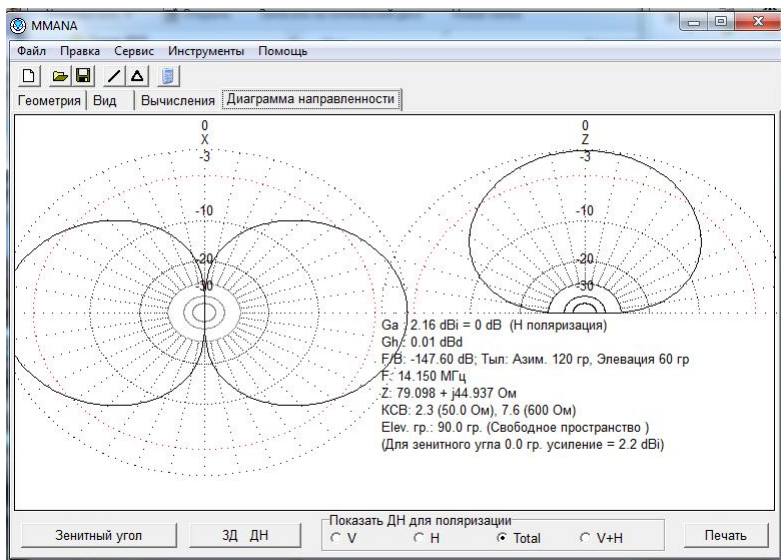 MMANA
Файл Правка Сервис Инструменты Помощь
Геометрия Вид Вычисления Диаграмма направленности
0
X
-3
-10
-20
-30
0
Z
-3
-10
-20
-30
Ga : 2.16 dBi = 0 dB (Н поляризация)
Gh : 0.01 dBd
F/B: -147.60 dB; Тыл: Азим. 120 гр, Элевация 60 гр
F: 14.150 МГц
Z: 79.098 + j44.937 Ом
КСВ: 2.3 (50.0 Ом), 7.6 (600 Ом)
Elev. гр.: 90.0 гр. (Свободное пространство )
(Для зенитного угла 0.0 гр. усиление = 2.2 dBi)
Зенитный угол
3Д ДН
Показать ДН для поляризации
V H Total V+H
Печать